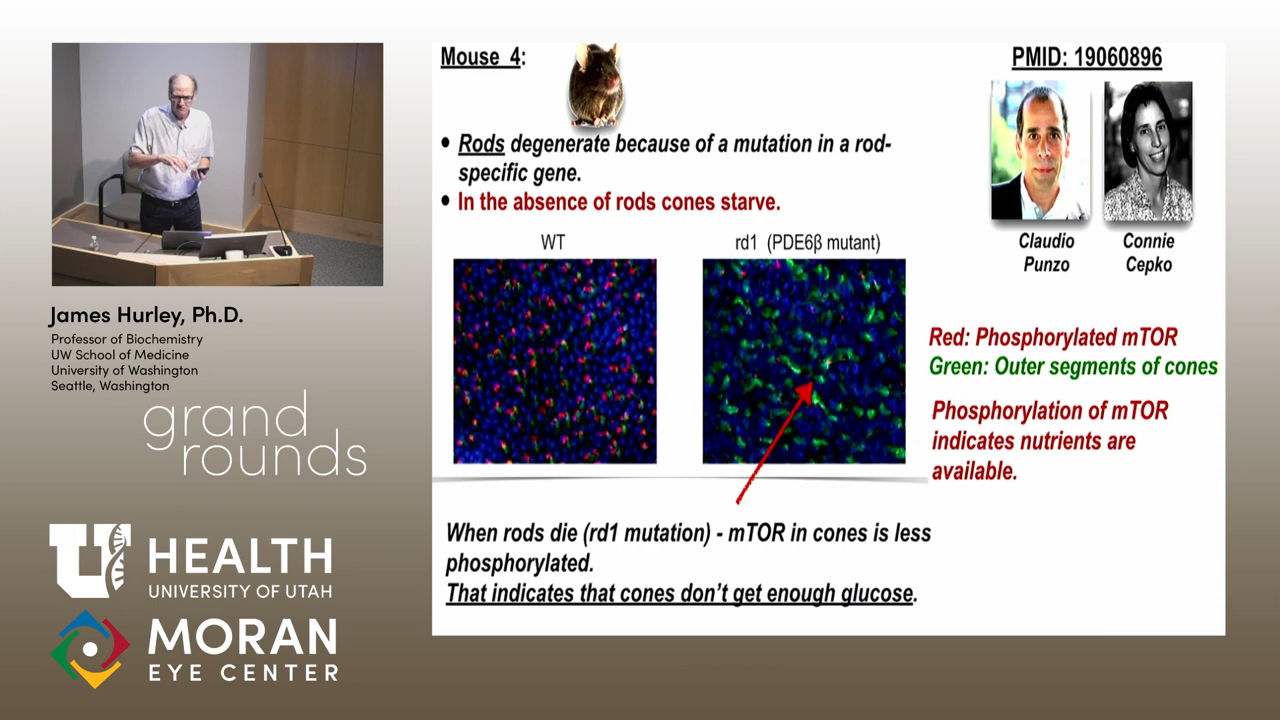 Mouse 4:
PMID: 19060896
• Rods degenerate because of a mutation in a rod-
specific gene.
• In the absence of rods cones starve.
Claudio
Punzo
Connie
Cepko
WT
rd1 (PDE6β mutant)
Red: Phosphorylated mTOR
Green: Outer segments of cones
Phosphorylation of mTOR
indicates nutrients are
available.
When rods die (rd1 mutation) - mTOR in cones is less
phosphorylated.
That indicates that cones don't get enough glucose.
James Hurley, Ph.D.
Professor of Biochemistry
UW School of Medicine
University of Washington
Seattle, Washington
grand
rounds
U HEALTH
UNIVERSITY OF UTAH
MORAN
EYE CENTER